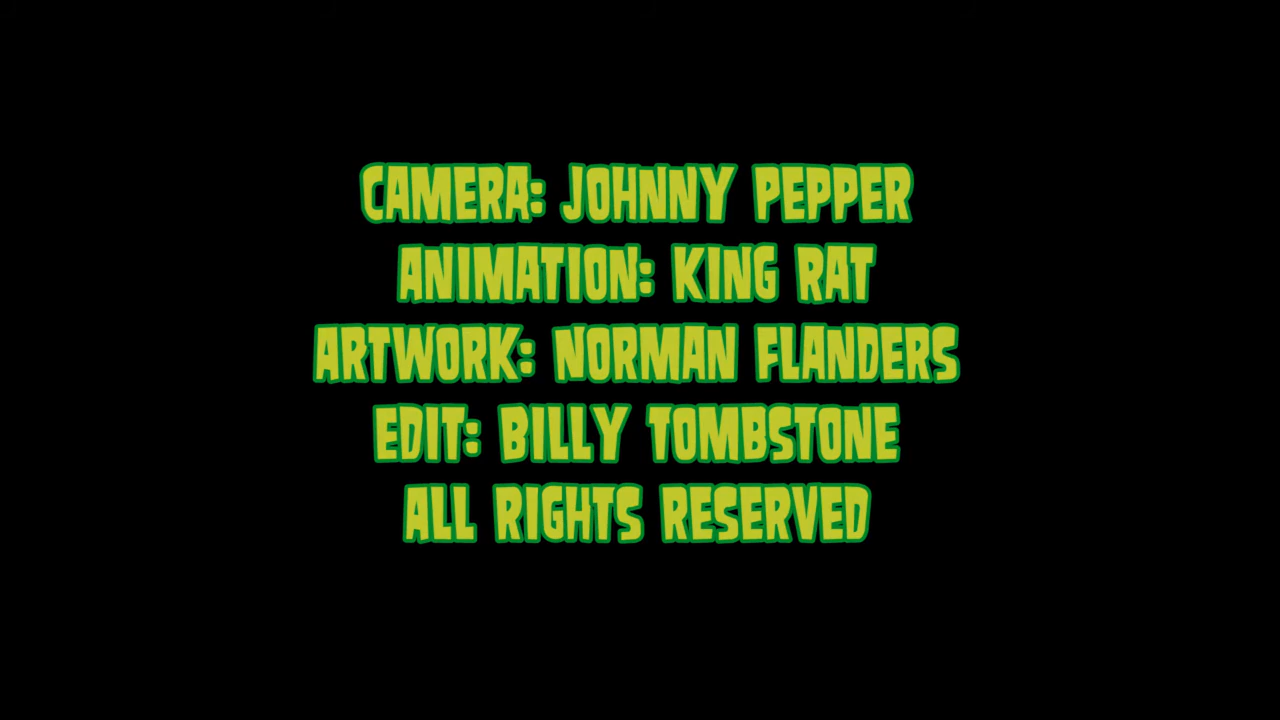 CAMERA: JOHNNY PEPPER
ANIMATION: KING RAT
ARTWORK: NORMAN FLANDERS
EDIT: BILLY TOMBSTONE
ALL RIGHTS RESERVED